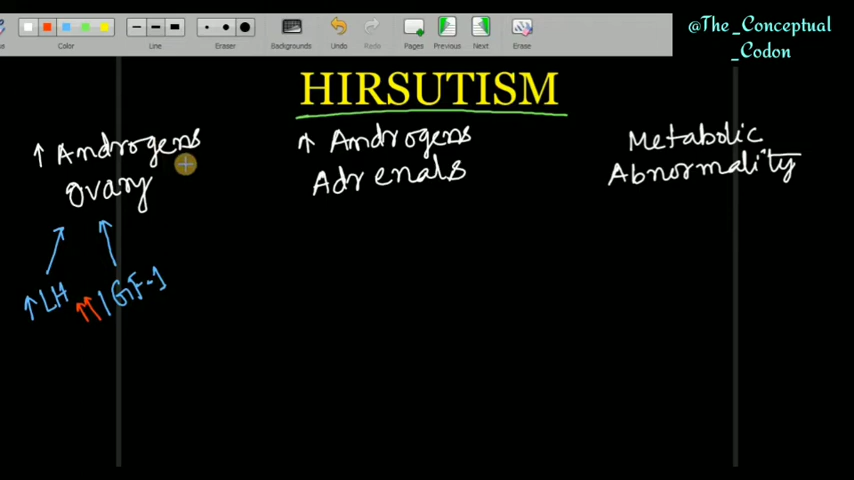 @The_Conceptual
_Codon
Color
Line
Eraser
Backgrounds
Undo
Redo
Pages
Previous
Next
Erase
HIRSUTISM
↑ Androgens
Ovary
↑ Androgens
Adrenals
Metabolic
Abnormality
↑LH
↑↑IGF-1